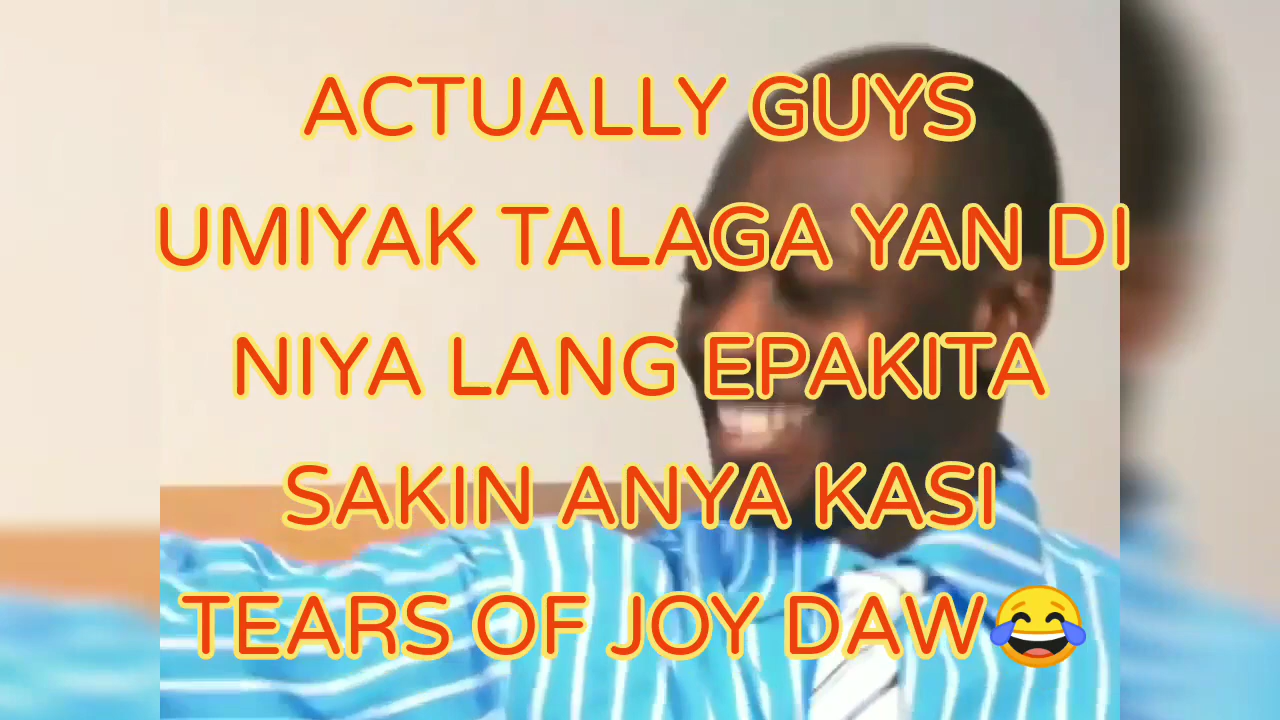 ACTUALLY GUYS
UMIYAK TALAGA YAN DI
NIYA LANG EPAKITA
SAKIN ANYA KASI
TEARS OF JOY DAW😂